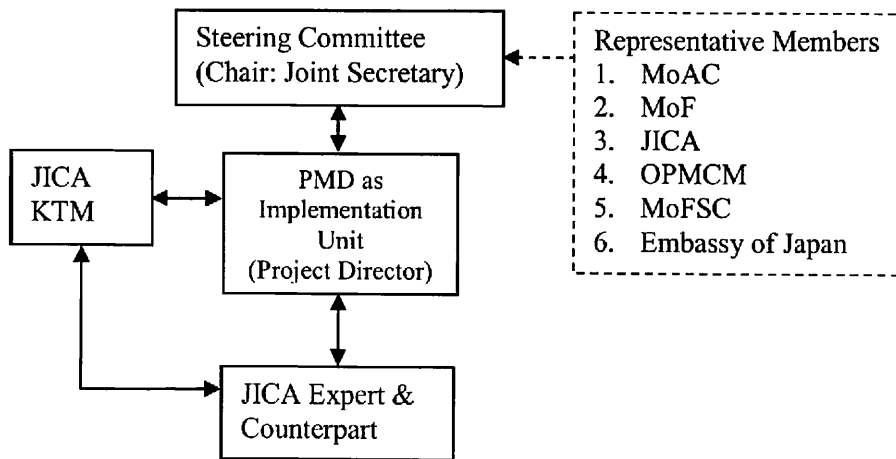 Steering Committee
(Chair: Joint Secretary)
Representative Members
1. MoAC
2. MoF
3. JICA
4. OPMCM
5. MoFSC
6. Embassy of Japan
JICA
KTM
PMD as
Implementation
Unit
(Project Director)
JICA Expert &
Counterpart